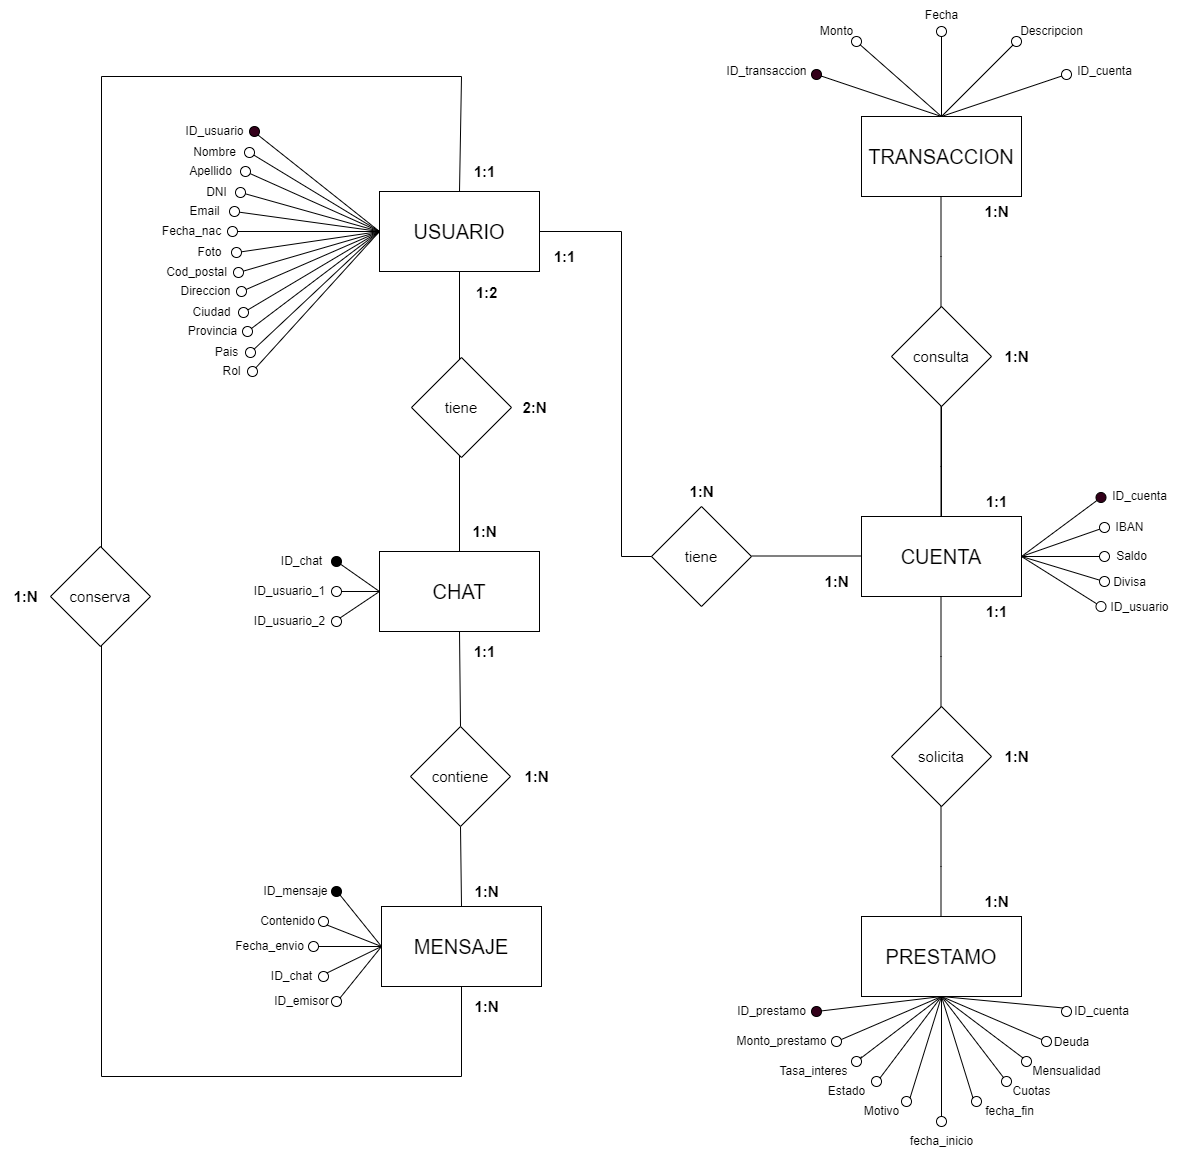 Fecha
Monto
Descripcion
ID_transaccion
ID_cuenta
TRANSACCION
1:N
consulta
1:N
1:1
ID_usuario
Nombre
Apellido
DNI
Email
Fecha_nac
Foto
Cod_postal
Direccion
Ciudad
Provincia
Pais
Rol
1:1
USUARIO
1:1
1:2
tiene
2:N
1:N
ID_chat
ID_usuario_1
ID_usuario_2
CHAT
1:1
1:N
conserva
contiene
1:N
1:N
ID_mensaje
Contenido
Fecha_envio
ID_chat
ID_emisor
MENSAJE
1:N
1:N
tiene
1:N
CUENTA
ID_cuenta
IBAN
Saldo
Divisa
ID_usuario
1:1
solicita
1:N
1:N
PRESTAMO
ID_prestamo
Monto_prestamo
Tasa_interes
Estado
Motivo
fecha_inicio
fecha_fin
Cuotas
Mensualidad
Deuda
ID_cuenta